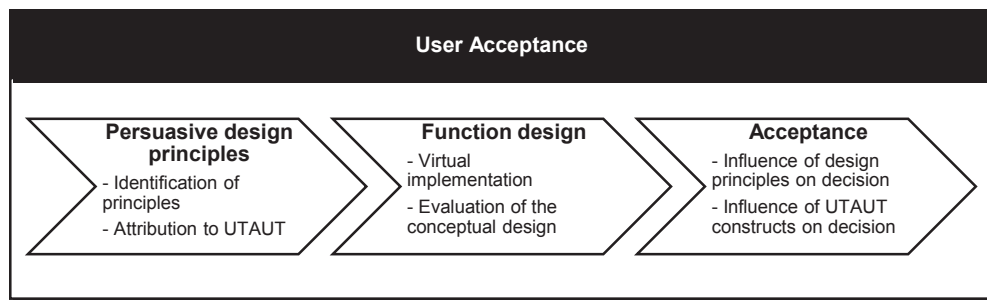 User Acceptance
Persuasive design
principles
- Identification of
principles
- Attribution to UTAUT
Function design
- Virtual
implementation
- Evaluation of the
conceptual design
Acceptance
- Influence of design
principles on decision
- Influence of UTAUT
constructs on decision